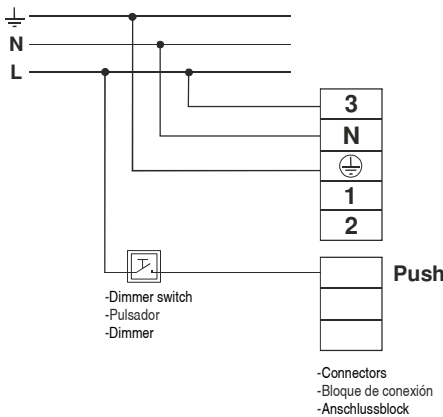 N
L
3
N
1
2
Push
-Dimmer switch
-Pulsador
-Dimmer
-Connectors
-Bloque de conexión
-Anschlussblock